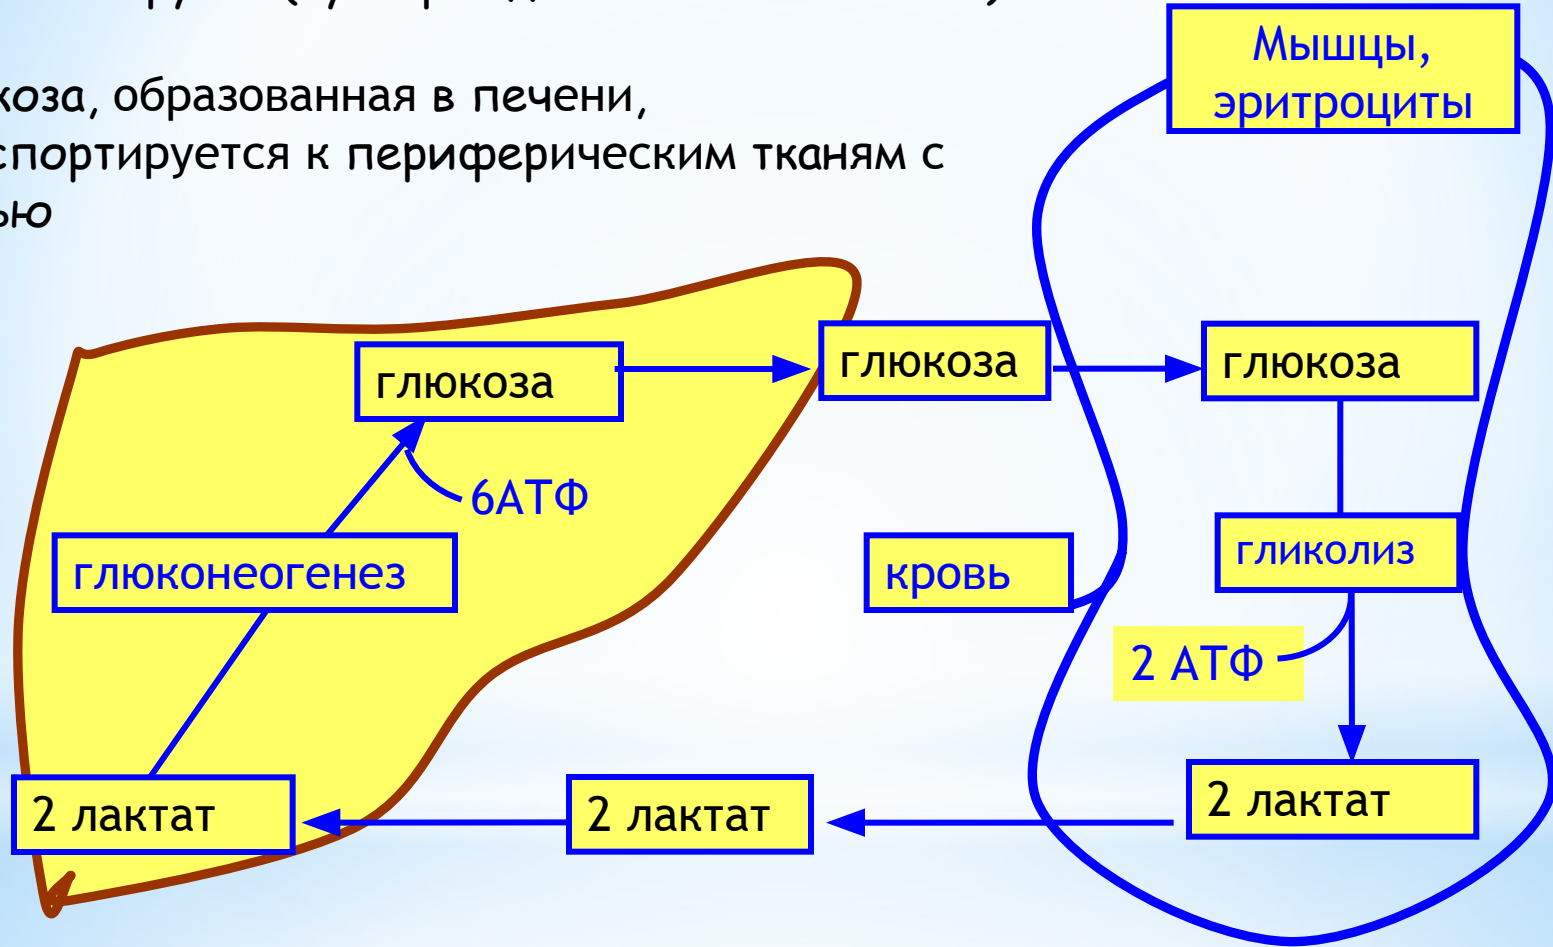 Мышцы,
эритроциты
коза, образованная в печени,
спортируется к периферическим тканям с
ью
глюкоза
глюкоза
глюкоза
6АТФ
глюконеогенез
кровь
гликолиз
2 АТФ
2 лактат
2 лактат
2 лактат